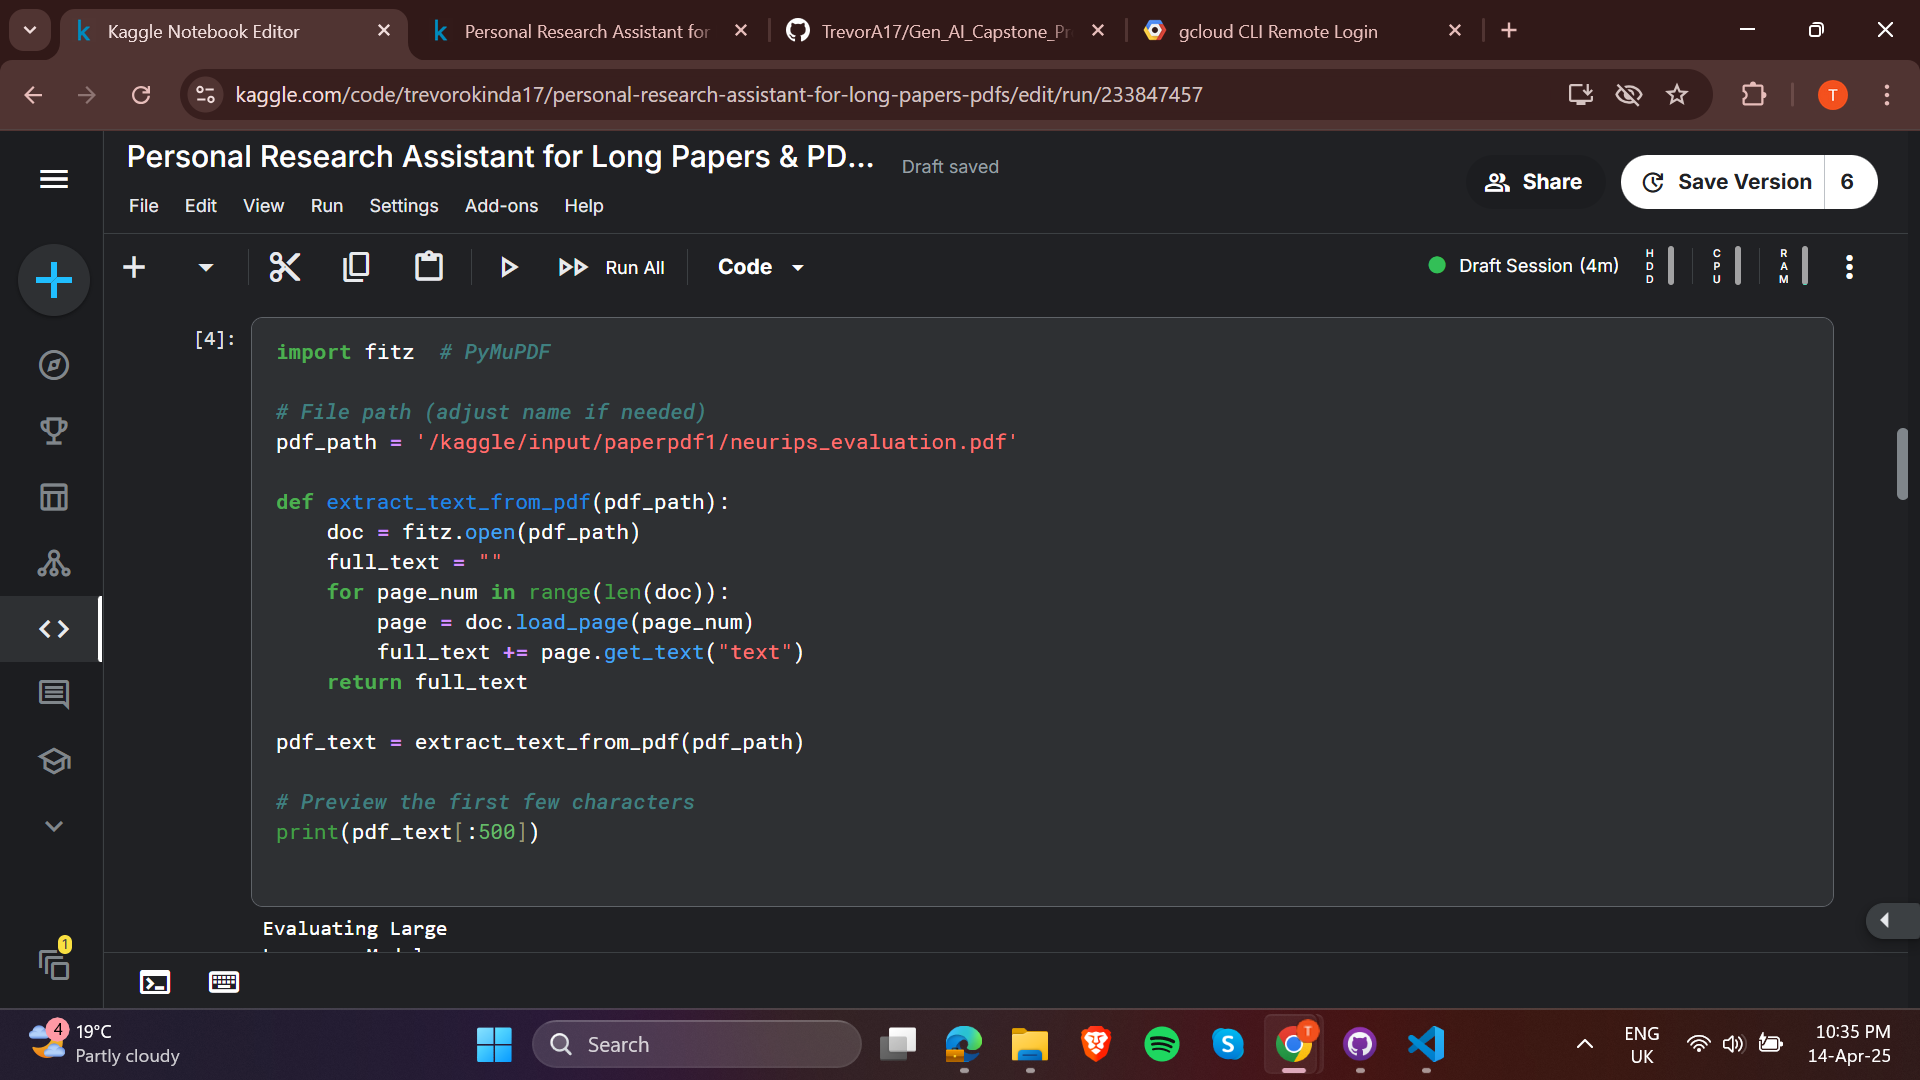 Kaggle Notebook Editor
Personal Research Assistant for
TrevorA17/Gen_AI_Capstone_Pr
gcloud CLI Remote Login
kaggle.com/code/trevorokinda17/personal-research-assistant-for-long-papers-pdfs/edit/run/233847457
T
Personal Research Assistant for Long Papers & PD...
Draft saved
Share
Save Version
6
File Edit View Run Settings Add-ons Help
Run All
Code
Draft Session (4m)
HDD
CPU
RAM
[4]:
import fitz  # PyMuPDF
# File path (adjust name if needed)
pdf_path = '/kaggle/input/paperpdf1/neurips_evaluation.pdf'
def extract_text_from_pdf(pdf_path):
    doc = fitz.open(pdf_path)
    full_text = ""
    for page_num in range(len(doc)):
        page = doc.load_page(page_num)
        full_text += page.get_text("text")
    return full_text
pdf_text = extract_text_from_pdf(pdf_path)
# Preview the first few characters
print(pdf_text[:500])
Evaluating Large
1
4
19°C
Partly cloudy
Search
S
T
ENG
UK
10:35 PM
14-Apr-25